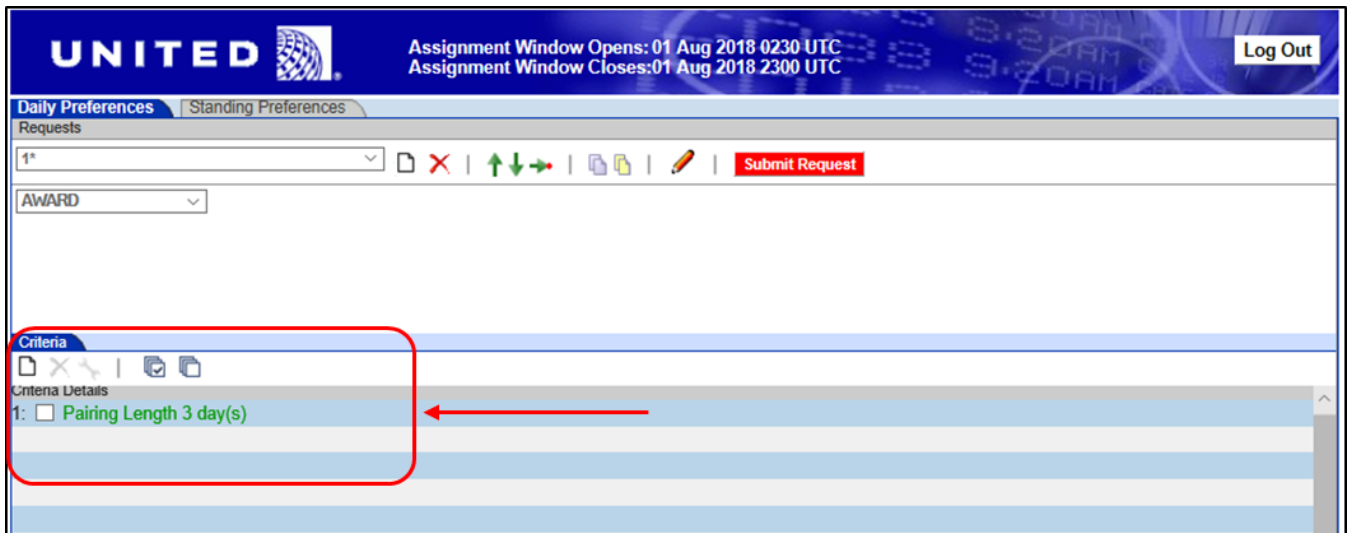 UNITED
Assignment Window Opens: 01 Aug 2018 0230 UTC
Assignment Window Closes:01 Aug 2018 2300 UTC
Log Out
Daily Preferences Standing Preferences
Requests
1* | | | Submit Request
AWARD
Criteria
|
Criteria Details
1: Pairing Length 3 day(s)